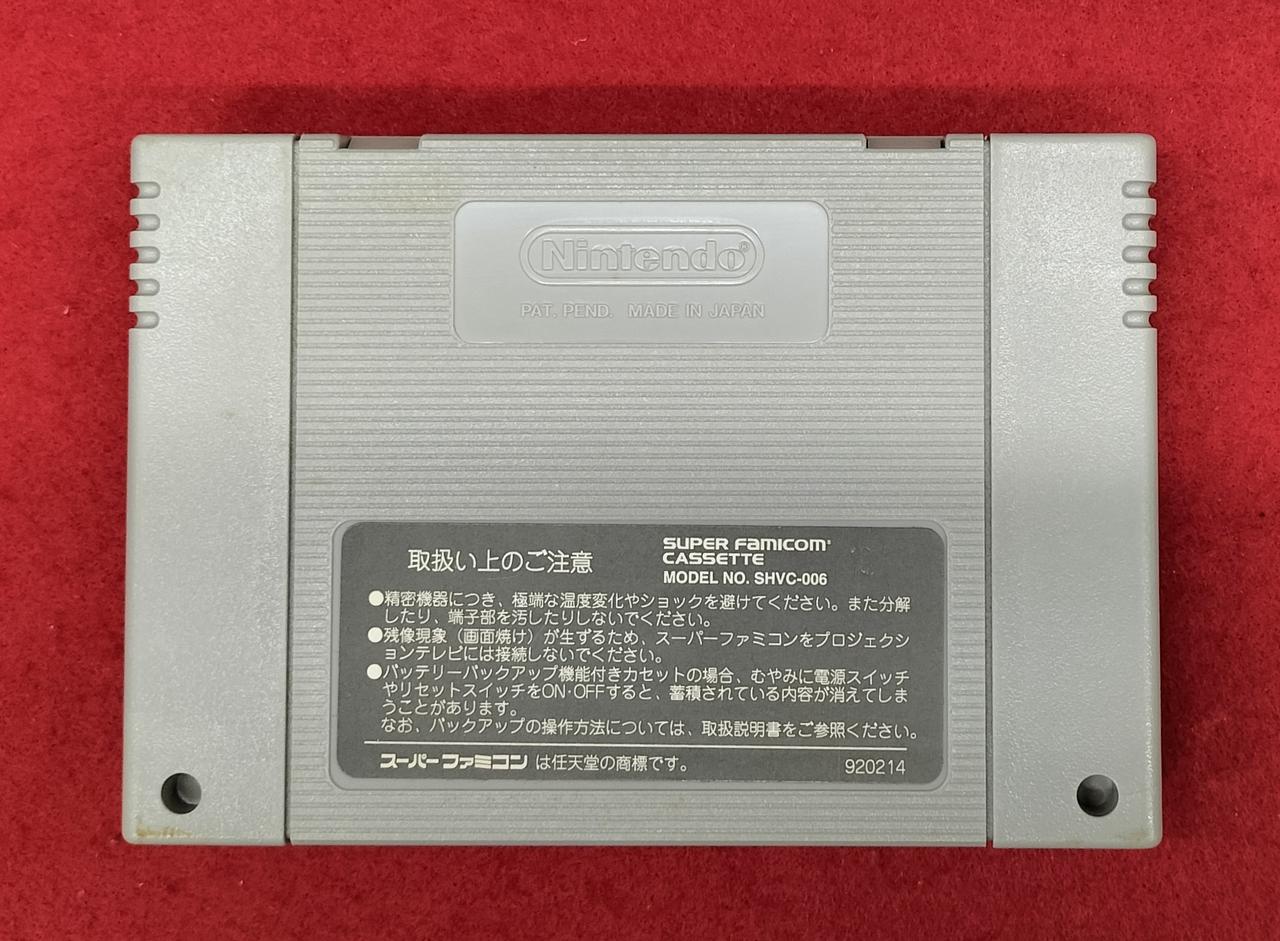 Nintendo®
PAT. PEND. MADE IN JAPAN
取扱い上のご注意
SUPER FAMICOM®
CASSETTE
MODEL NO. SHVC-006
●精密機器につき、極端な温度変化やショックを避けてください。また分解
したり、端子部を汚したりしないでください。
●残像現象（画面焼け）が生ずるため、スーパーファミコンをプロジェクシ
ョンテレビには接続しないでください。
●バッテリーバックアップ機能付きカセットの場合、むやみに電源スイッチ
やリセットスイッチをON·OFFすると、蓄積されている内容が消えてしま
うことがあります。
なお、バックアップの操作方法については、取扱説明書をご参照ください。
スーパーファミコン は任天堂の商標です。
920214